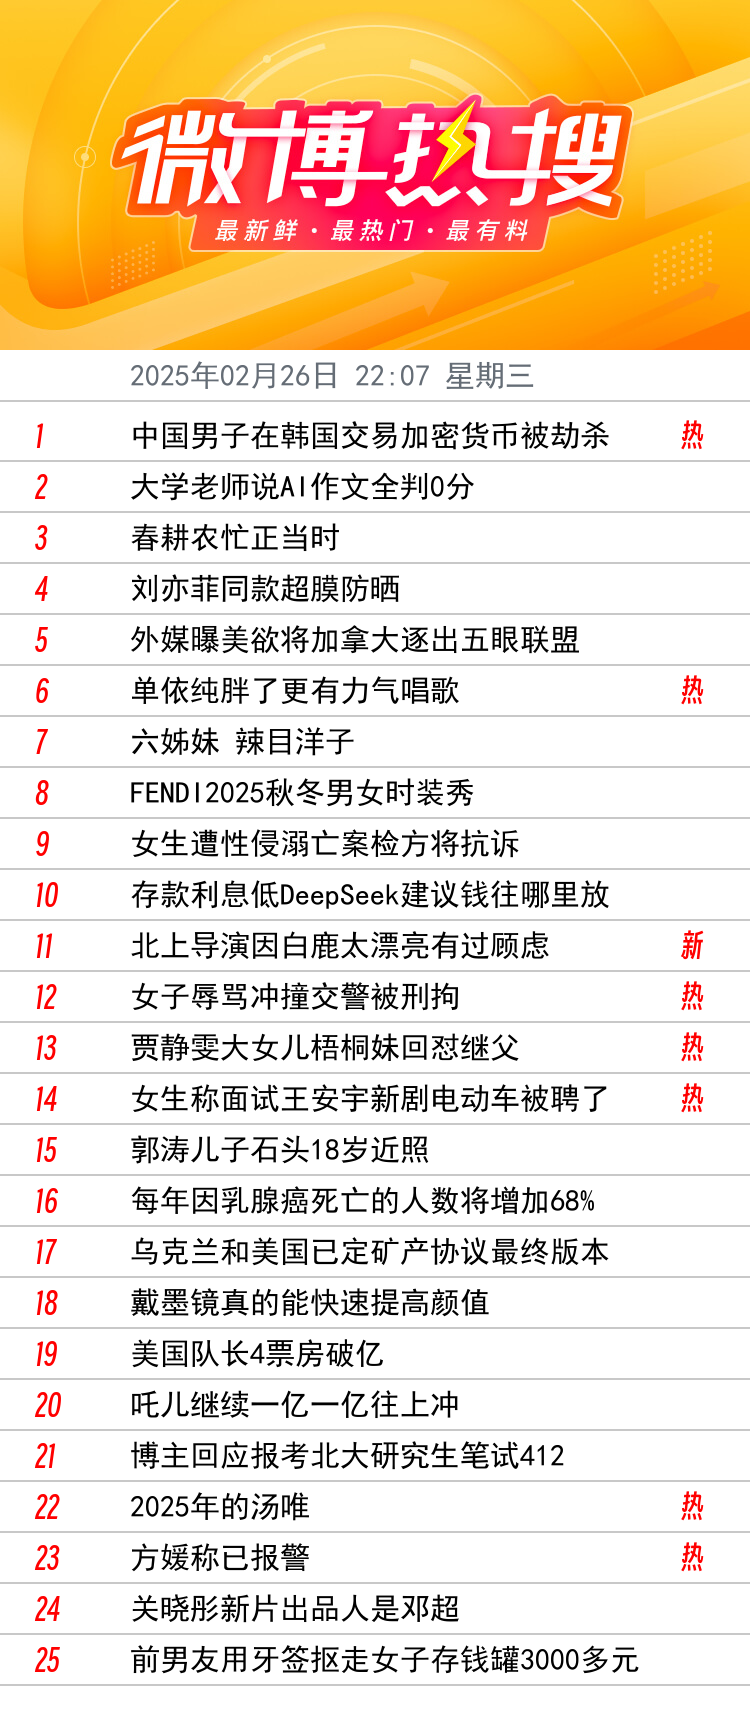 微博热搜
最新鲜·最热门·最有料
2025年02月26日 22:07 星期三
1 中国男子在韩国交易加密货币被劫杀 热
2 大学老师说AI作文全判0分
3 春耕农忙正当时
4 刘亦菲同款超膜防晒
5 外媒曝美欲将加拿大逐出五眼联盟
6 单依纯胖了更有力气唱歌 热
7 六姊妹 辣目洋子
8 FENDI2025秋冬男女时装秀
9 女生遭性侵溺亡案检方将抗诉
10 存款利息低DeepSeek建议钱往哪里放
11 北上导演因白鹿太漂亮有过顾虑 新
12 女子辱骂冲撞交警被刑拘 热
13 贾静雯大女儿梧桐妹回怼继父 热
14 女生称面试王安宇新剧电动车被聘了 热
15 郭涛儿子石头18岁近照
16 每年因乳腺癌死亡的人数将增加68%
17 乌克兰和美国已定矿产协议最终版本
18 戴墨镜真的能快速提高颜值
19 美国队长4票房破亿
20 吒儿继续一亿一亿往上冲
21 博主回应报考北大研究生笔试412
22 2025年的汤唯 热
23 方媛称已报警 热
24 关晓彤新片出品人是邓超
25 前男友用牙签抠走女子存钱罐3000多元